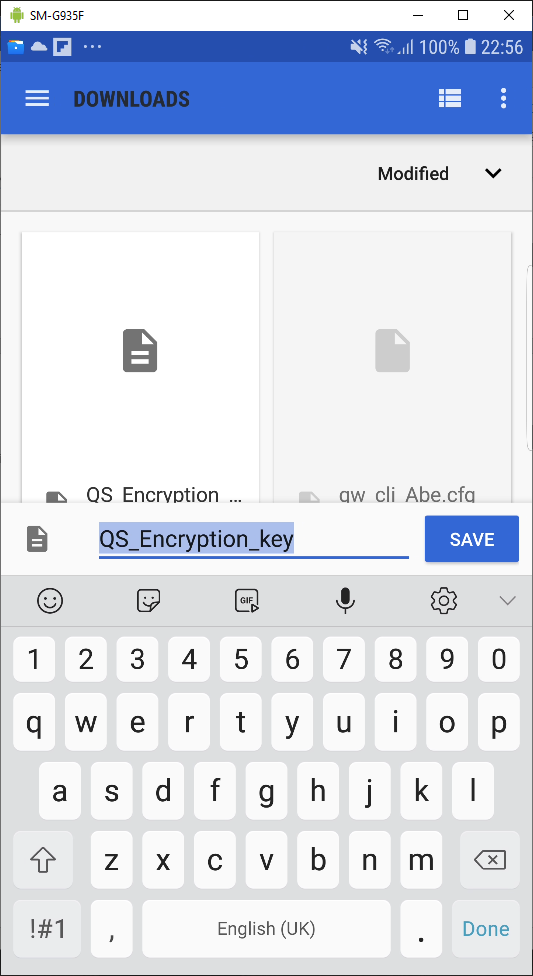 SM-G935F
100% 22:56
DOWNLOADS
Modified
QS_Encryption_...
gw_cli_Abe.cfg
QS_Encryption_key
SAVE
GIF
1 2 3 4 5 6 7 8 9 0
q w e r t y u i o p
a s d f g h j k l
z x c v b n m
!#1 , English (UK) . Done